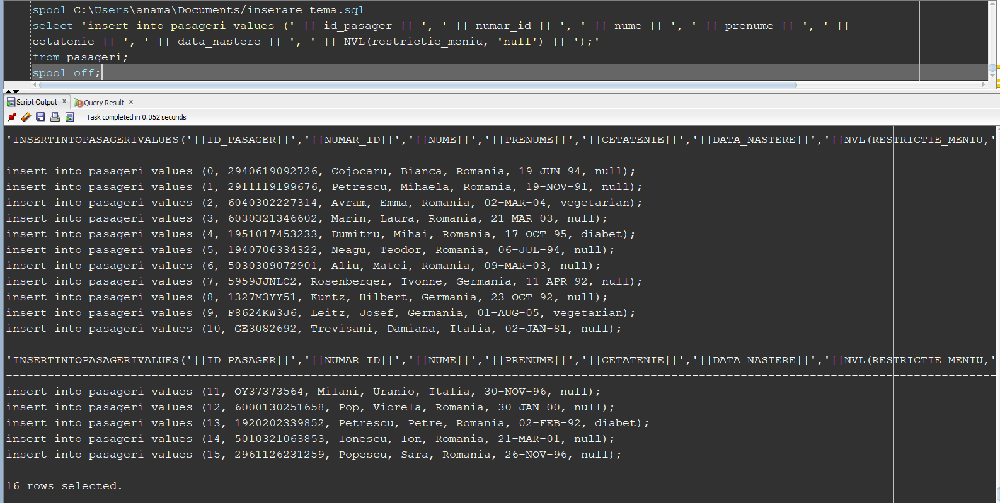 spool C:\Users\anama\Documents/inserare_tema.sql
select 'insert into pasageri values (' || id_pasager || ', ' || numar_id || ', ' || nume || ', ' || prenume || ', ' ||
cetatenie || ', ' || data_nastere || ', ' || NVL(restrictie_meniu, 'null') || ');'
from pasageri;
spool off;
Script Output x Query Result x
Task completed in 0.052 seconds
'INSERTINTOPASAGERIVALUES('||ID_PASAGER||','||NUMAR_ID||','||NUME||','||PRENUME||','||CETATENIE||','||DATA_NASTERE||','||NVL(RESTRICTIE_MENIU,'
insert into pasageri values (0, 2940619092726, Cojocaru, Bianca, Romania, 19-JUN-94, null);
insert into pasageri values (1, 2911119199676, Petrescu, Mihaela, Romania, 19-NOV-91, null);
insert into pasageri values (2, 6040302227314, Avram, Emma, Romania, 02-MAR-04, vegetarian);
insert into pasageri values (3, 6030321346602, Marin, Laura, Romania, 21-MAR-03, null);
insert into pasageri values (4, 1951017453233, Dumitru, Mihai, Romania, 17-OCT-95, diabet);
insert into pasageri values (5, 1940706334322, Neagu, Teodor, Romania, 06-JUL-94, null);
insert into pasageri values (6, 5030309072901, Aliu, Matei, Romania, 09-MAR-03, null);
insert into pasageri values (7, 5959JJNLC2, Rosenberger, Ivonne, Germania, 11-APR-92, null);
insert into pasageri values (8, 1327M3YY51, Kuntz, Hilbert, Germania, 23-OCT-92, null);
insert into pasageri values (9, F8624KW3J6, Leitz, Josef, Germania, 01-AUG-05, vegetarian);
insert into pasageri values (10, GE3082692, Trevisani, Damiana, Italia, 02-JAN-81, null);
'INSERTINTOPASAGERIVALUES('||ID_PASAGER||','||NUMAR_ID||','||NUME||','||PRENUME||','||CETATENIE||','||DATA_NASTERE||','||NVL(RESTRICTIE_MENIU,'
insert into pasageri values (11, OY37373564, Milani, Uranio, Italia, 30-NOV-96, null);
insert into pasageri values (12, 6000130251658, Pop, Viorela, Romania, 30-JAN-00, null);
insert into pasageri values (13, 1920202339852, Petrescu, Petre, Romania, 02-FEB-92, diabet);
insert into pasageri values (14, 5010321063853, Ionescu, Ion, Romania, 21-MAR-01, null);
insert into pasageri values (15, 2961126231259, Popescu, Sara, Romania, 26-NOV-96, null);
16 rows selected.